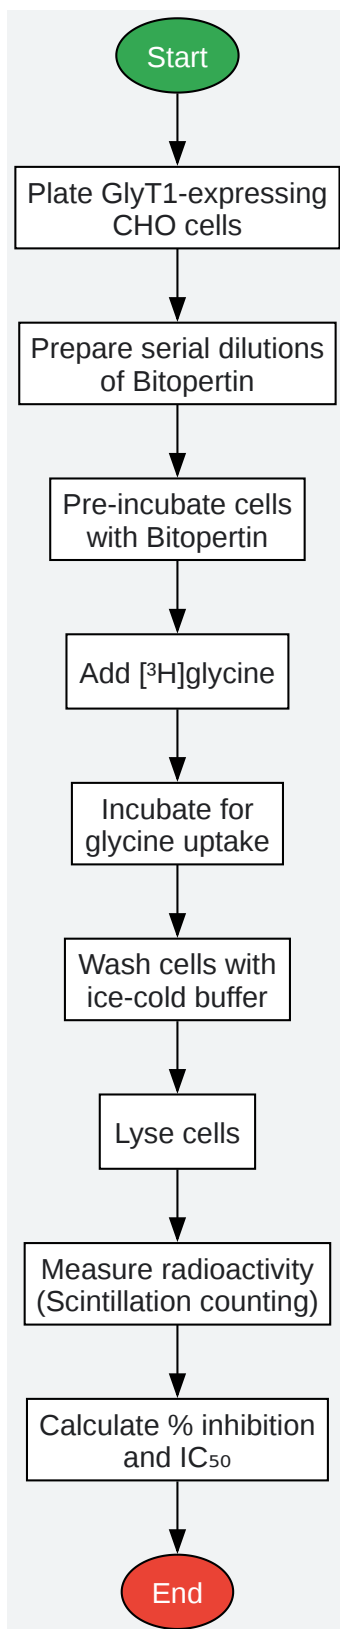 Start
Plate GlyT1-expressing
CHO cells
Prepare serial dilutions
of Bitopertin
Pre-incubate cells
with Bitopertin
Add [³H]glycine
Incubate for
glycine uptake
Wash cells with
ice-cold buffer
Lyse cells
Measure radioactivity
(Scintillation counting)
Calculate % inhibition
and IC₅₀
End